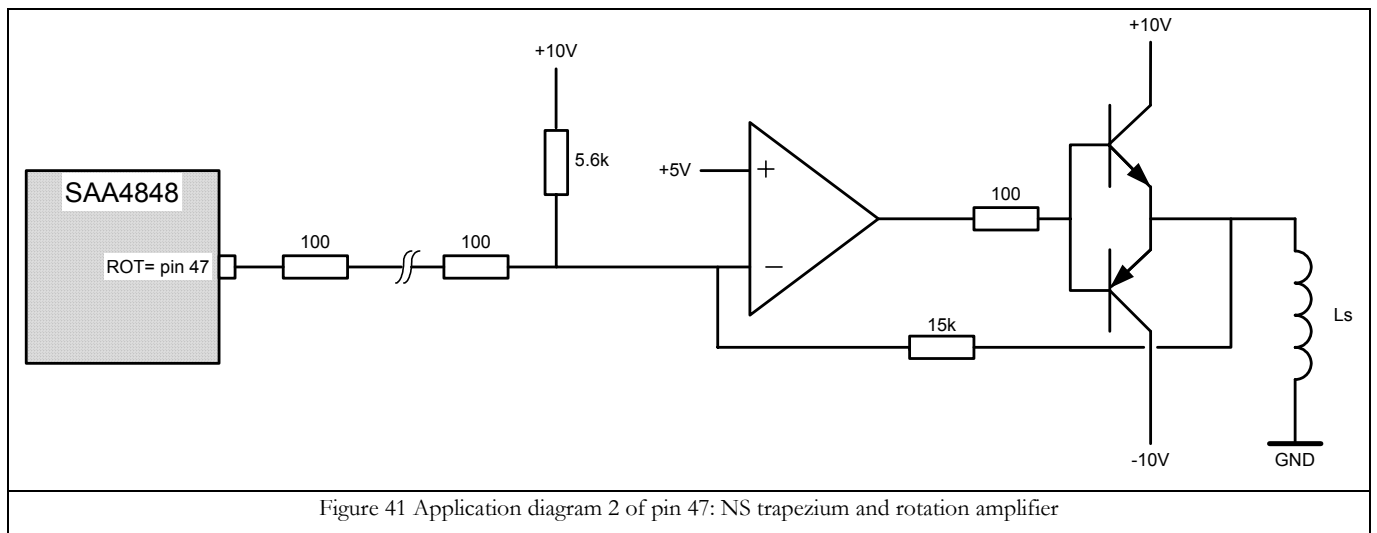 +10V
+10V
5.6k
+5V
+
SAA4848
100
100
100
ROT= pin 47
−
15k
Ls
-10V
GND
Figure 41 Application diagram 2 of pin 47: NS trapezium and rotation amplifier